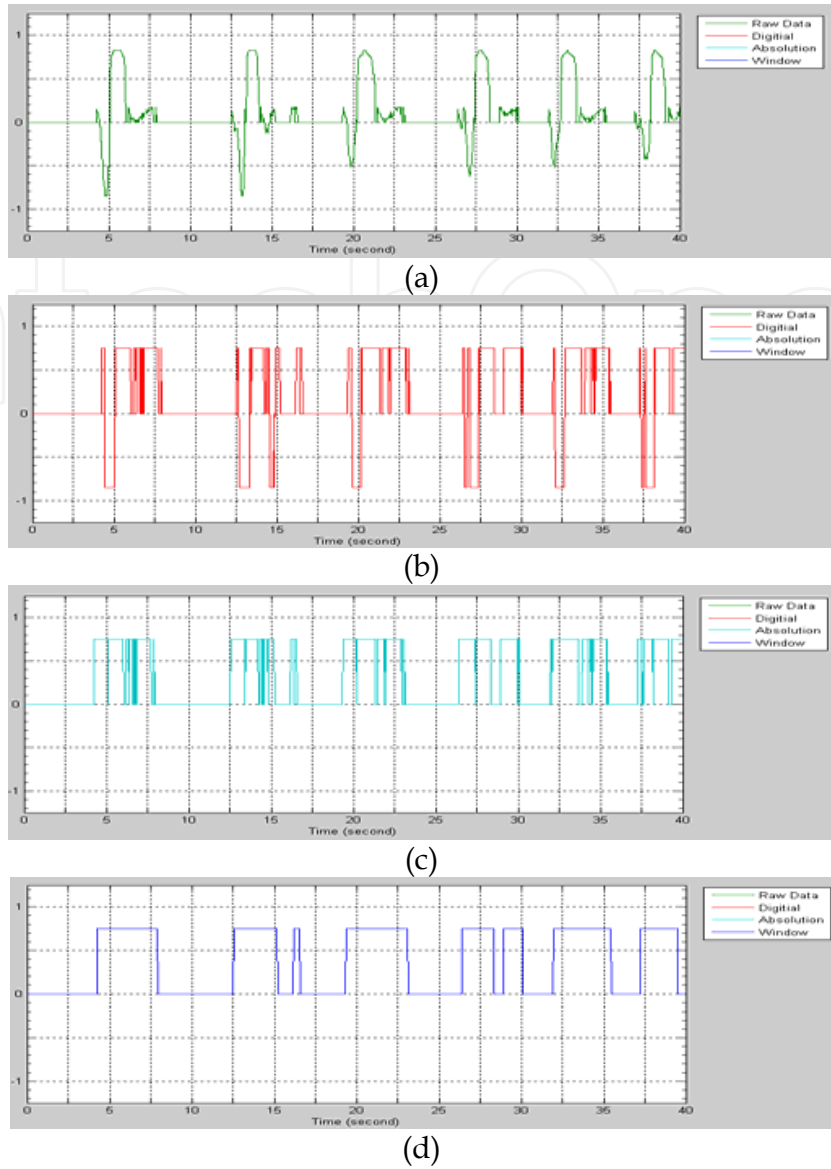 1
0
-1
0 5 10 15 20 25 30 35 40
Time (second)
Raw Data
Digitial
Absolution
Window
(a)
1
0
-1
0 5 10 15 20 25 30 35 40
Time (second)
Raw Data
Digitial
Absolution
Window
(b)
1
0
-1
0 5 10 15 20 25 30 35 40
Time (second)
Raw Data
Digitial
Absolution
Window
(c)
1
0
-1
0 5 10 15 20 25 30 35 40
Time (second)
Raw Data
Digitial
Absolution
Window
(d)